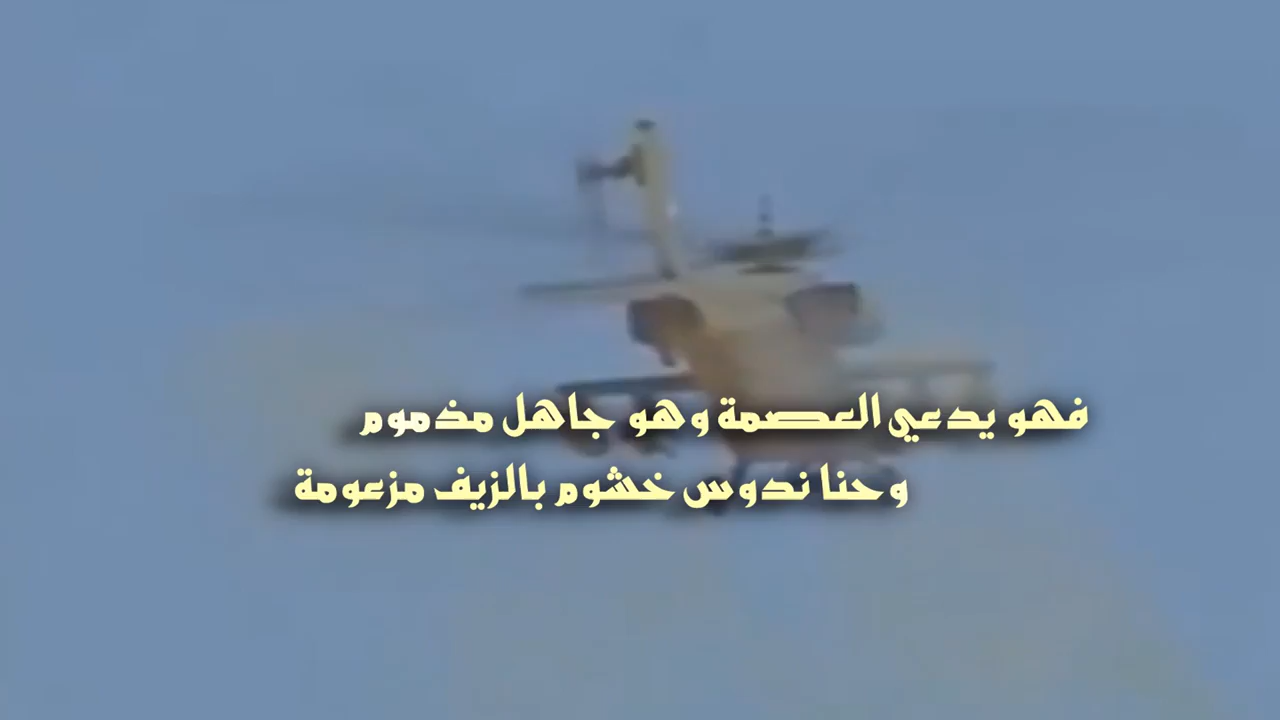 فهو يدعي العصمة وهو جاهل مذموم
وحنا ندوس خشوم بالزيف مزعومة